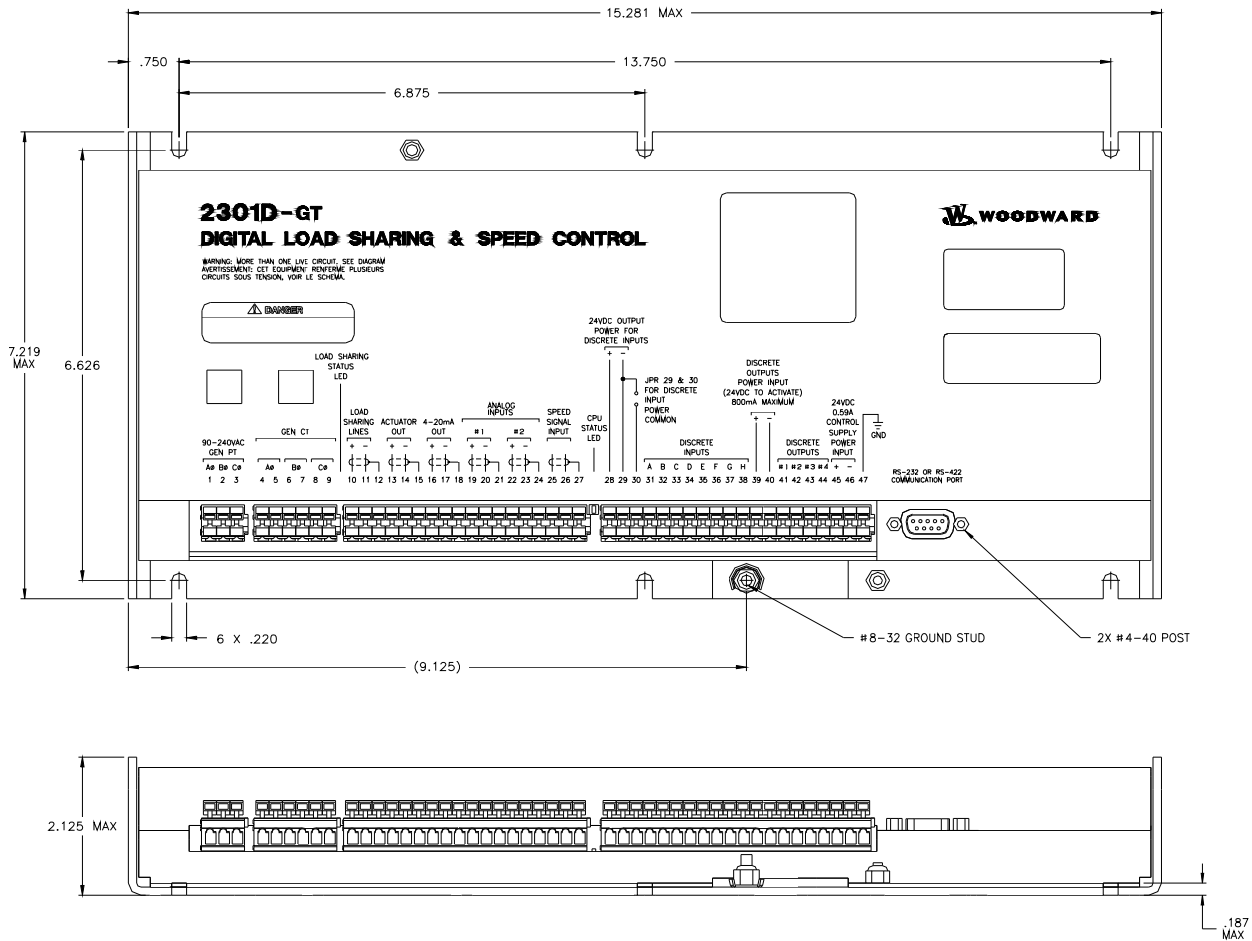 15.281 MAX
.750
13.750
6.875
7.219
MAX
6.626
2301D-GT
DIGITAL LOAD SHARING & SPEED CONTROL
WARNING: MORE THAN ONE LIVE CIRCUIT. SEE DIAGRAM
AVERTISSEMENT: CET EQUIPMENT RENFERME PLUSIEURS
CIRCUITS SOUS TENSION, VOIR LE SCHEMA.
WOODWARD
DANGER
LOAD SHARING
STATUS
LED
24VDC OUTPUT
POWER FOR
DISCRETE INPUTS
+ -
JPR 29 & 30
FOR DISCRETE
INPUT
POWER
COMMON
DISCRETE
OUTPUTS
POWER INPUT
(24VDC TO ACTIVATE)
800mA MAXIMUM
+ -
24VDC
0.59A
CONTROL
SUPPLY
POWER
INPUT
+ -
GND
90-240VAC
GEN PT
AØ BØ CØ
GEN CT
AØ BØ CØ
LOAD
SHARING
LINES
+ -
ACTUATOR
OUT
+ -
4-20mA
OUT
+ -
ANALOG
INPUTS
#1 #2
+ - + -
SPEED
SIGNAL
INPUT
+ -
CPU
STATUS
LED
DISCRETE
INPUTS
A B C D E F G H
DISCRETE
OUTPUTS
#1 #2 #3 #4
1 2 3 4 5 6 7 8 9 10 11 12 13 14 15 16 17 18 19 20 21 22 23 24 25 26 27 28 29 30 31 32 33 34 35 36 37 38 39 40 41 42 43 44 45 46 47
RS-232 OR RS-422
COMMUNICATION PORT
6 X .220
#8-32 GROUND STUD
2X #4-40 POST
(9.125)
2.125 MAX
.187
MAX